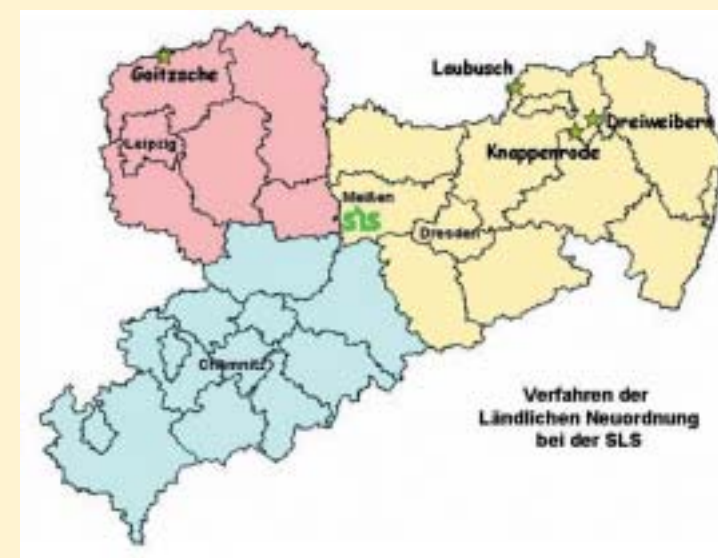 Goitzsche
Laubusch
Dreiweibern
Leipzig
Knappenrode
Meißen
SLS
Dresden
Chemnitz
Verfahren der
Ländlichen Neuordnung
bei der SLS